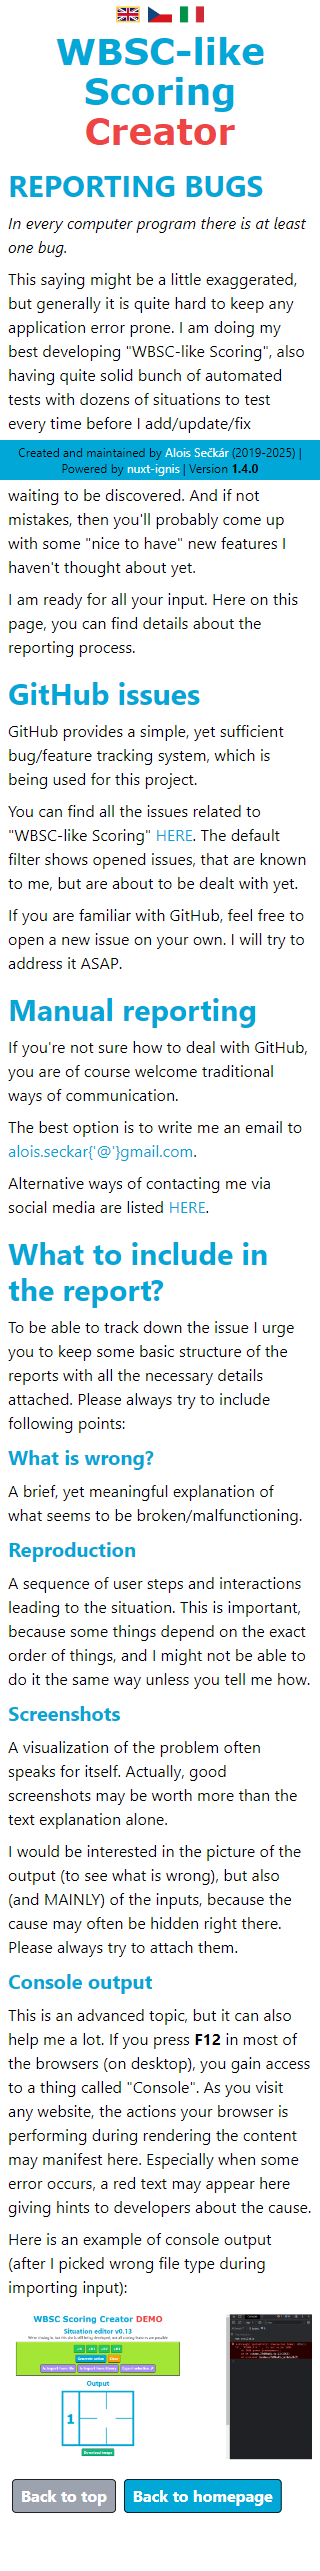 WBSC-like
Scoring
Creator
REPORTING BUGS
In every computer program there is at least
one bug.
This saying might be a little exaggerated,
but generally it is quite hard to keep any
application error prone. I am doing my
best developing "WBSC-like Scoring", also
having quite solid bunch of automated
tests with dozens of situations to test
every time before I add/update/fix
Created and maintained by Alois Sečkár (2019-2025) |
Powered by nuxt-ignis | Version 1.4.0
waiting to be discovered. And if not
mistakes, then you'll probably come up
with some "nice to have" new features I
haven't thought about yet.
I am ready for all your input. Here on this
page, you can find details about the
reporting process.
GitHub issues
GitHub provides a simple, yet sufficient
bug/feature tracking system, which is
being used for this project.
You can find all the issues related to
"WBSC-like Scoring" HERE. The default
filter shows opened issues, that are known
to me, but are about to be dealt with yet.
If you are familiar with GitHub, feel free to
open a new issue on your own. I will try to
address it ASAP.
Manual reporting
If you're not sure how to deal with GitHub,
you are of course welcome traditional
ways of communication.
The best option is to write me an email to
alois.seckar{'@'}gmail.com.
Alternative ways of contacting me via
social media are listed HERE.
What to include in
the report?
To be able to track down the issue I urge
you to keep some basic structure of the
reports with all the necessary details
attached. Please always try to include
following points:
What is wrong?
A brief, yet meaningful explanation of
what seems to be broken/malfunctioning.
Reproduction
A sequence of user steps and interactions
leading to the situation. This is important,
because some things depend on the exact
order of things, and I might not be able to
do it the same way unless you tell me how.
Screenshots
A visualization of the problem often
speaks for itself. Actually, good
screenshots may be worth more than the
text explanation alone.
I would be interested in the picture of the
output (to see what is wrong), but also
(and MAINLY) of the inputs, because the
cause may often be hidden right there.
Please always try to attach them.
Console output
This is an advanced topic, but it can also
help me a lot. If you press F12 in most of
the browsers (on desktop), you gain access
to a thing called "Console". As you visit
any website, the actions your browser is
performing during rendering the content
may manifest here. Especially when some
error occurs, a red text may appear here
giving hints to developers about the cause.
Here is an example of console output
(after I picked wrong file type during
importing input):
WBSC Scoring Creator DEMO
Situation editor v0.13
Output
1
Back to top
Back to homepage